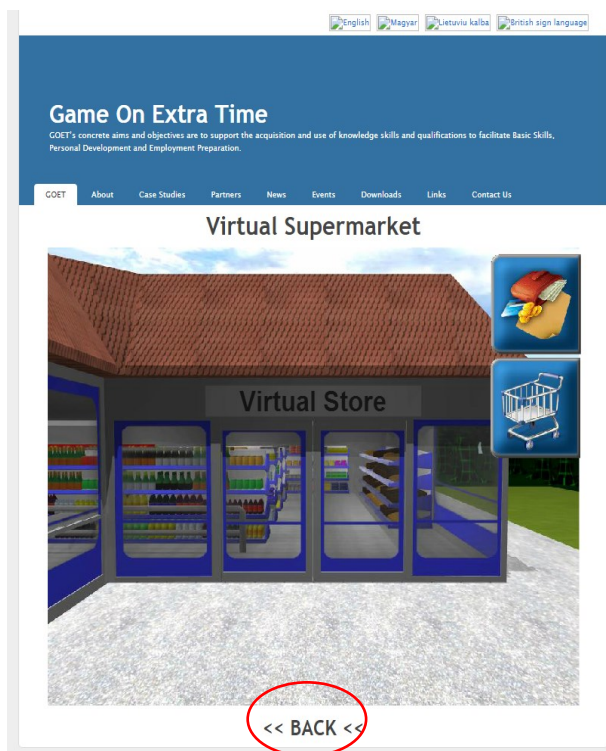 English Magyar Lietuviu kalba British sign language
Game On Extra Time
GOET's concrete aims and objectives are to support the acquisition and use of knowledge skills and qualifications to facilitate Basic Skills,
Personal Development and Employment Preparation.
GOET About Case Studies Partners News Events Downloads Links Contact Us
Virtual Supermarket
Virtual Store
<< BACK <<